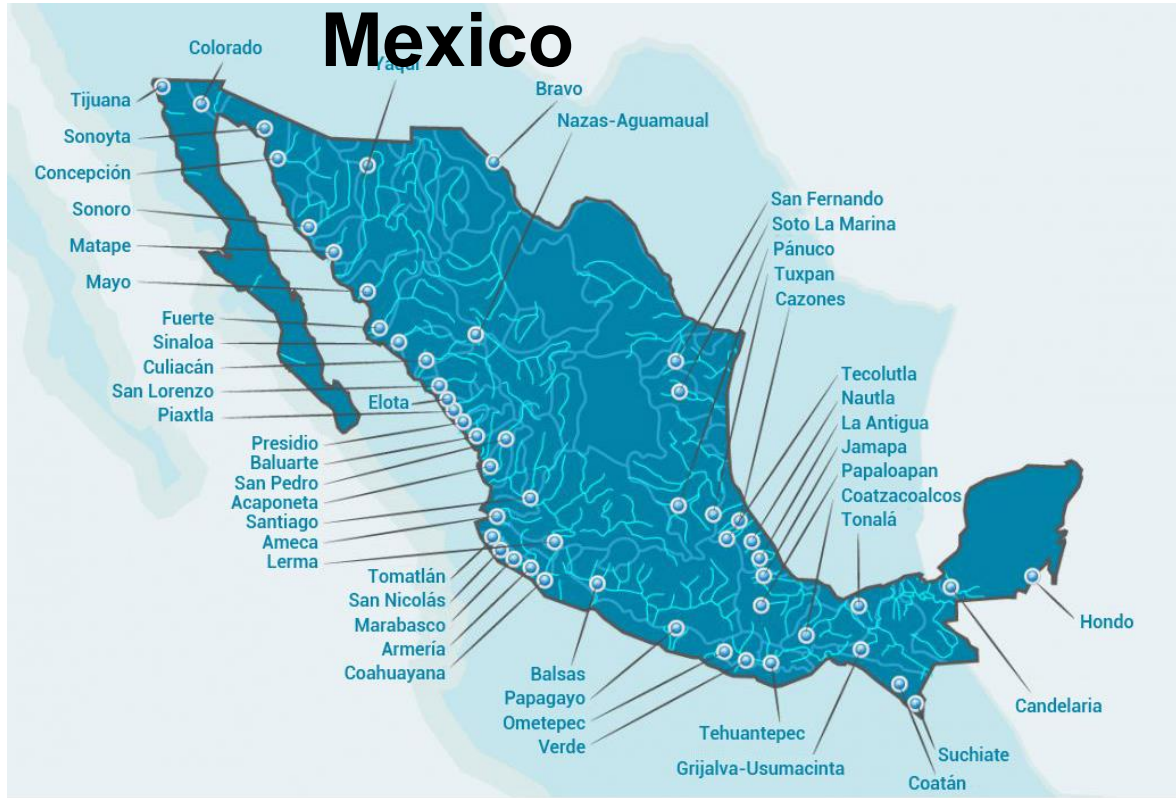 Mexico
Colorado
Yaqui
Tijuana
Bravo
Nazas-Aguamaual
Sonoyta
Concepción
Sonoro
Matape
Mayo
Fuerte
Sinaloa
Culiacán
San Lorenzo
Piaxtla
Elota
Presidio
Baluarte
San Pedro
Acaponeta
Santiago
Ameca
Lerma
Tomatlán
San Nicolás
Marabasco
Armería
Coahuayana
San Fernando
Soto La Marina
Pánuco
Tuxpan
Cazones
Tecolutla
Nautla
La Antigua
Jamapa
Papaloapan
Coatzacoalcos
Tonalá
Hondo
Candelaria
Balsas
Papagayo
Ometepec
Verde
Tehuantepec
Grijalva-Usumacinta
Suchiate
Coatán